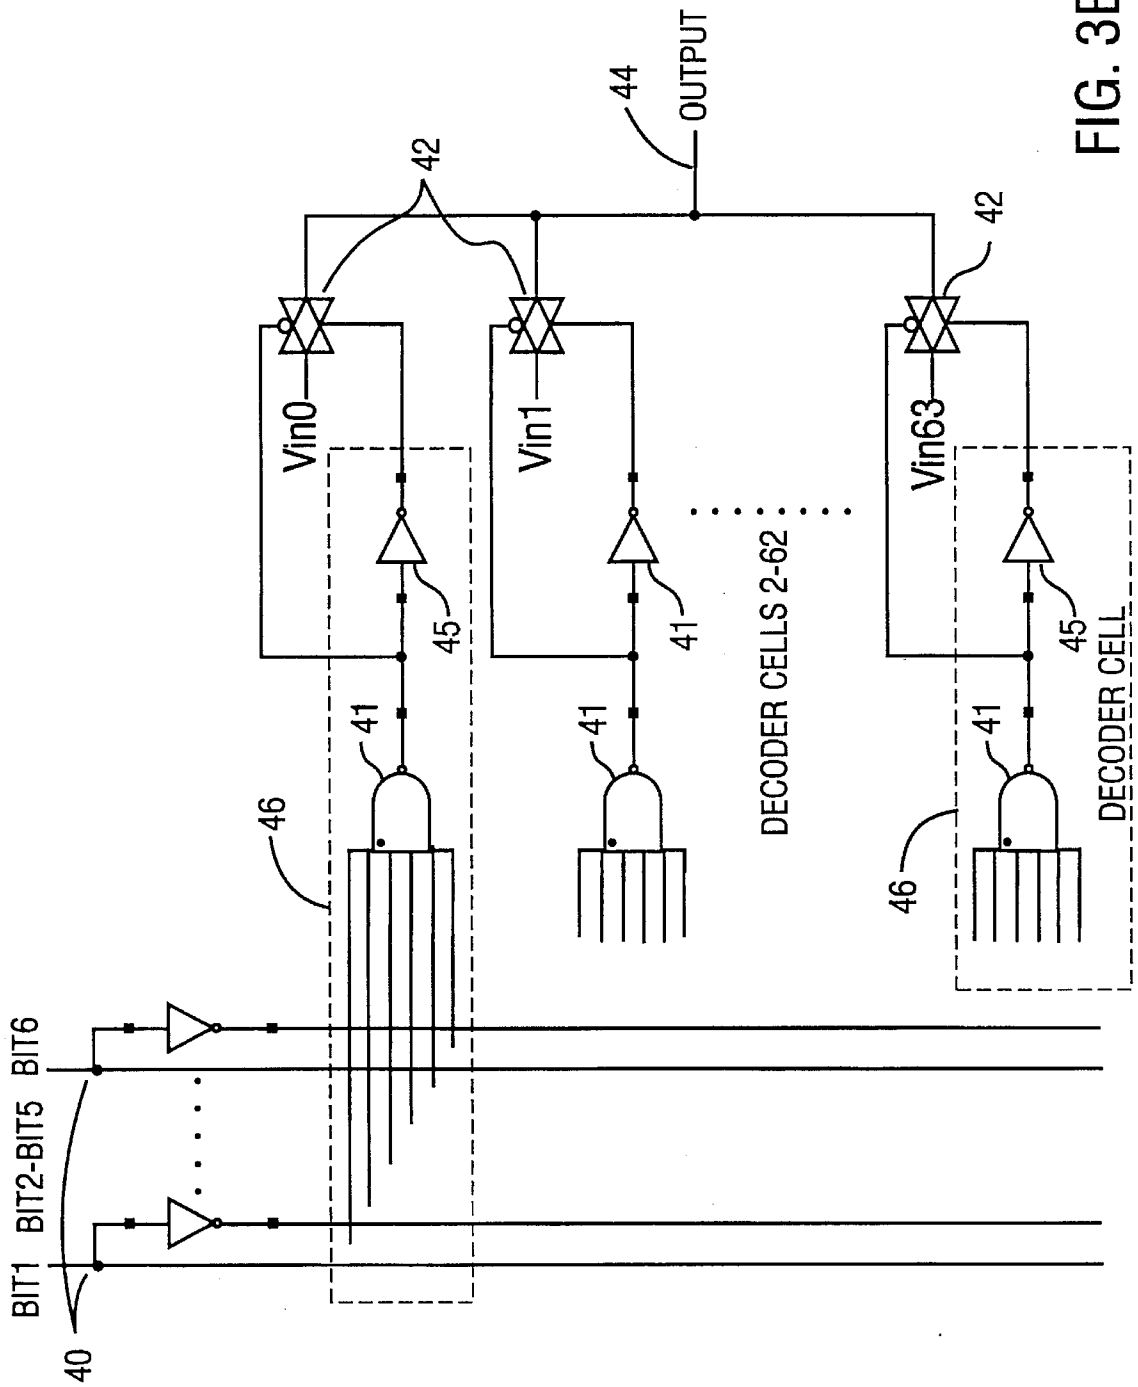 40
BIT1
BIT2-BIT5
BIT6
46
41
45
Vin0
42
41
41
Vin1
DECODER CELLS 2-62
44
OUTPUT
46
41
45
DECODER CELL
Vin63
42
FIG. 3B